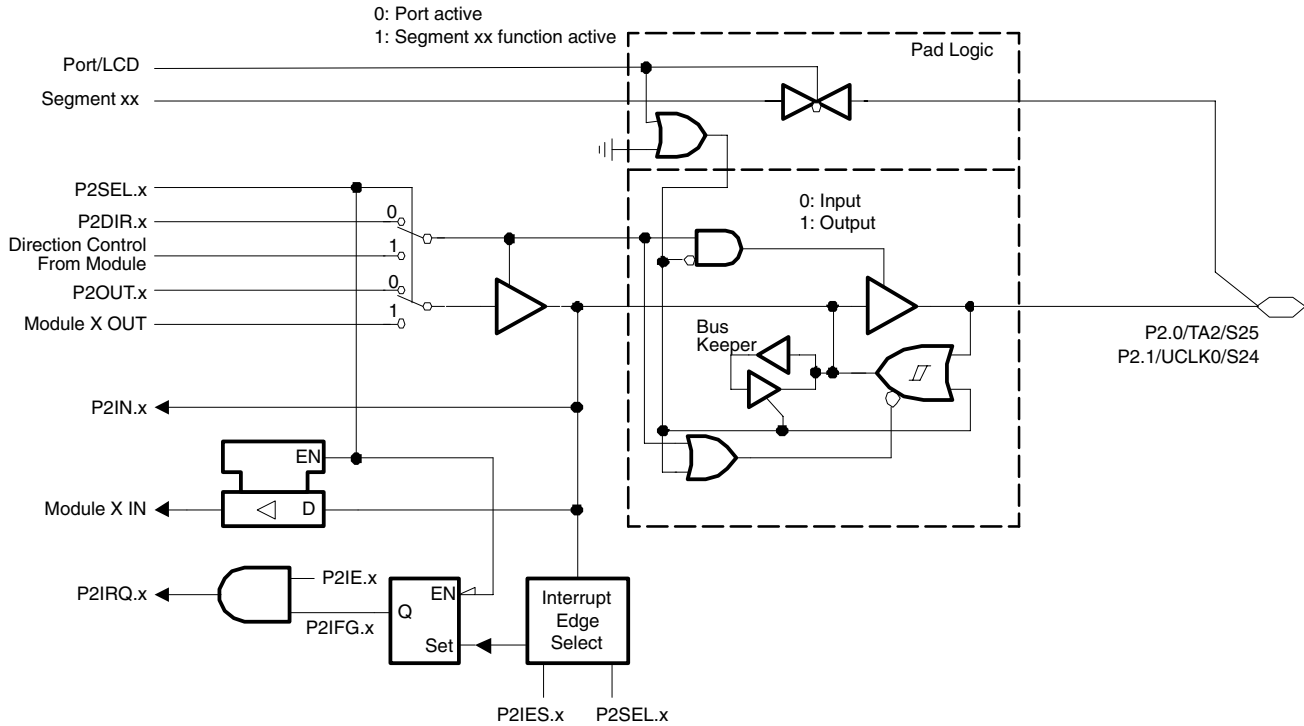 0: Port active
1: Segment xx function active
Pad Logic
Port/LCD
Segment xx
P2SEL.x
0: Input
1: Output
P2DIR.x
0
Direction Control
From Module
1
P2OUT.x
0
Module X OUT
1
Bus
Keeper
P2.0/TA2/S25
P2.1/UCLK0/S24
P2IN.x
EN
Module X IN
D
P2IE.x
P2IRQ.x
EN
Q
P2IFG.x
Set
Interrupt
Edge
Select
P2IES.x
P2SEL.x